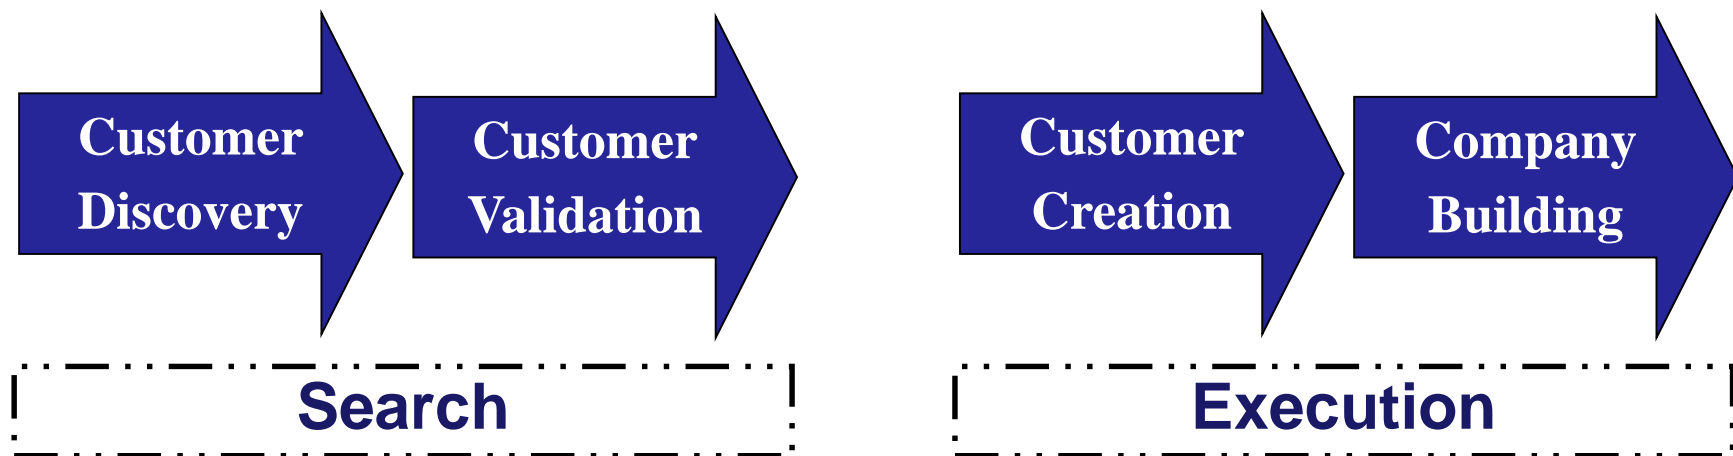 Customer
Discovery
Customer
Validation
Customer
Creation
Company
Building
Search
Execution